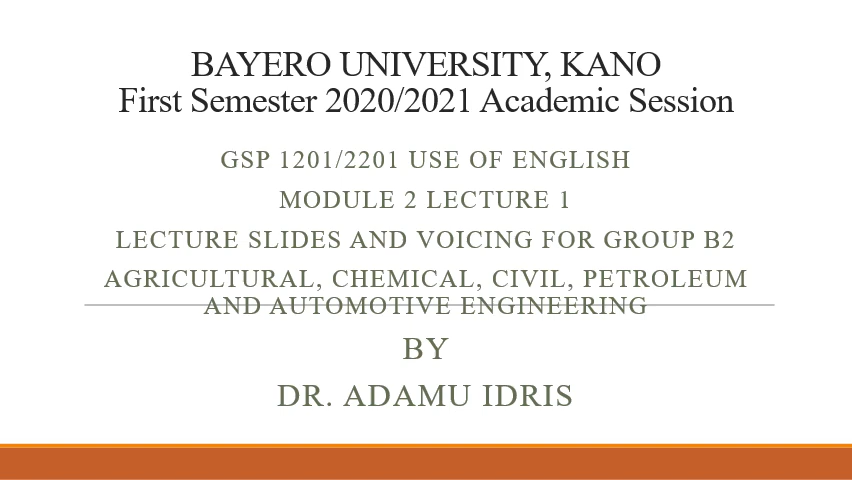 BAYERO UNIVERSITY, KANO
First Semester 2020/2021 Academic Session
GSP 1201/2201 USE OF ENGLISH
MODULE 2 LECTURE 1
LECTURE SLIDES AND VOICING FOR GROUP B2
AGRICULTURAL, CHEMICAL, CIVIL, PETROLEUM
AND AUTOMOTIVE ENGINEERING
BY
DR. ADAMU IDRIS